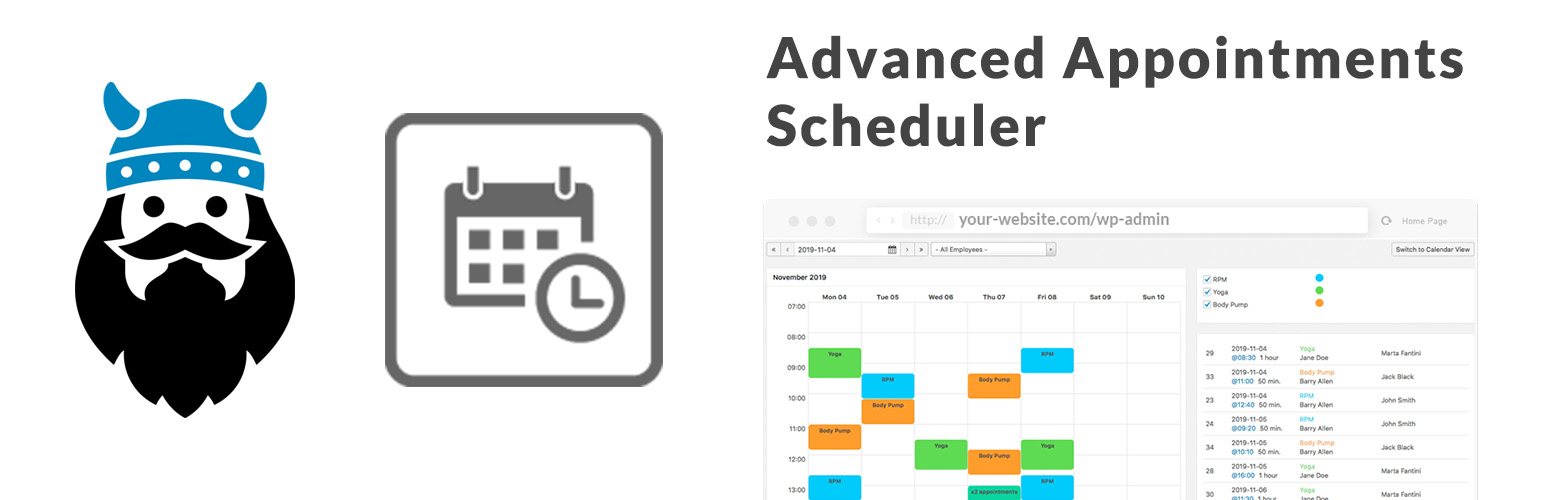 Advanced Appointments
Scheduler
http:// your-website.com/wp-admin
Home Page
« ‹ 2019-11-04 › » - All Employees -
Switch to Calendar View
November 2019
Mon 04 Tue 05 Wed 06 Thu 07 Fri 08 Sat 09 Sun 10
07:00
08:00
Yoga RPM
09:00
RPM Body Pump
10:00
Body Pump
11:00
Body Pump
Yoga Yoga
Body Pump
12:00
RPM RPM
13:00
x2 appointments
RPM
Yoga
Body Pump
29 2019-11-04 Yoga Marta Fantini
@08:30 1 hour Jane Doe
33 2019-11-04 Body Pump Jack Black
@11:00 50 min. Barry Allen
23 2019-11-04 RPM John Smith
@12:40 50 min. Barry Allen
24 2019-11-05 RPM John Smith
@09:20 50 min. Barry Allen
34 2019-11-05 Body Pump Jack Black
@10:10 50 min. Barry Allen
28 2019-11-05 Yoga Marta Fantini
@16:00 1 hour Jane Doe
30 2019-11-06 Yoga Marta Fantini
@11:30 1 hour Jane Doe